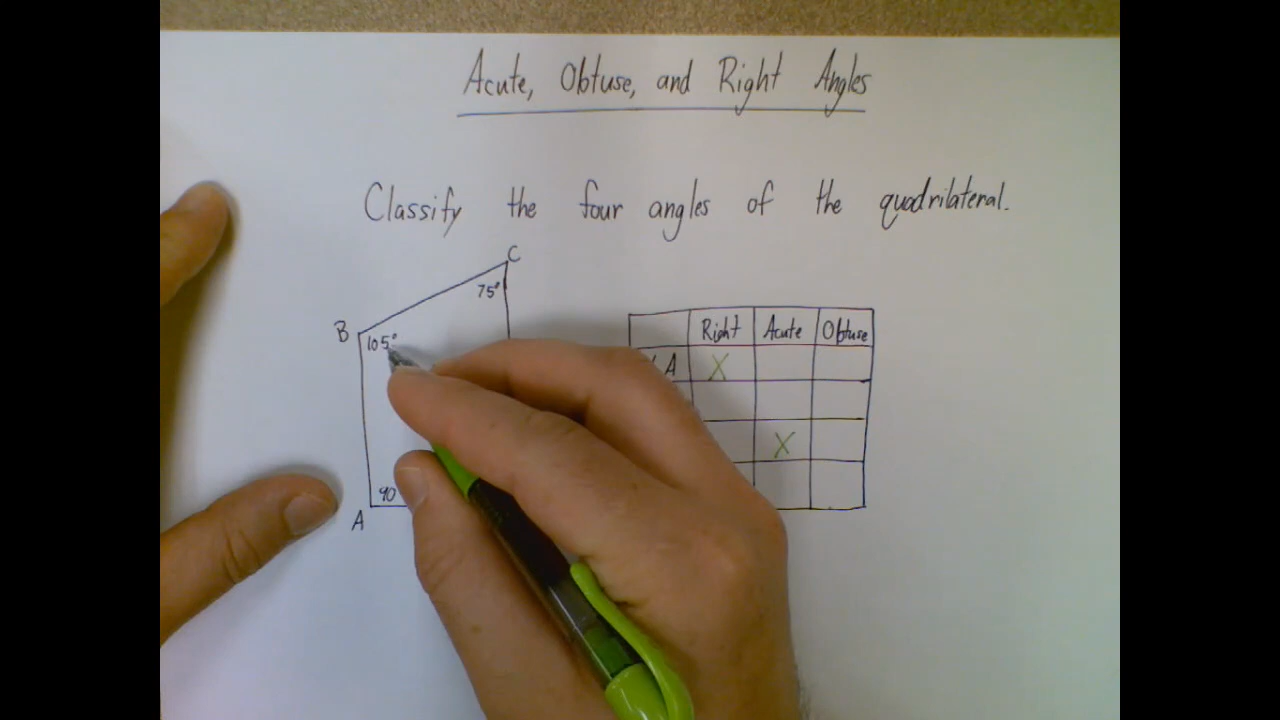 Acute, Obtuse, and Right Angles
Classify the four angles of the quadrilateral.
C
75°
B
105°
Right Acute Obtuse
A X
X
90
A